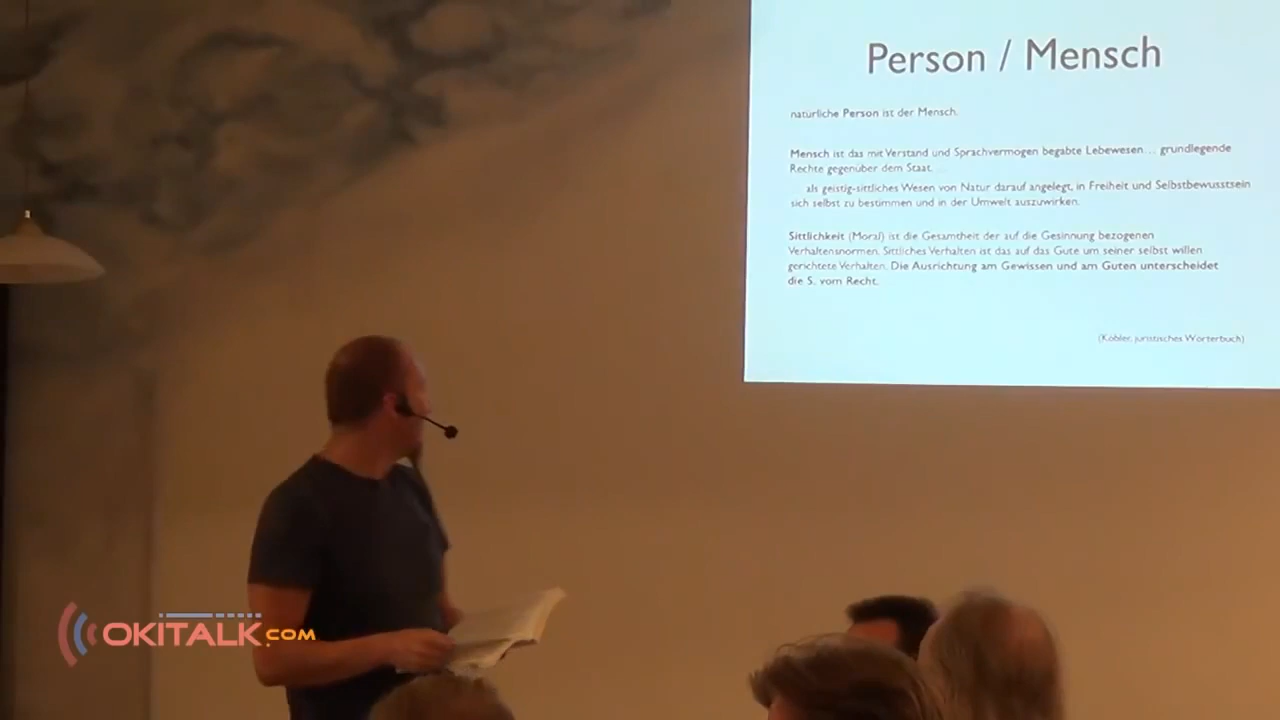 Person / Mensch
natürliche Person ist der Mensch.
Mensch ist das mit Verstand und Sprachvermögen begabte Lebewesen… grundlegende
Rechte gegenüber dem Staat.
… als geistig-sittliches Wesen von Natur darauf angelegt, in Freiheit und Selbstbewusstsein
sich selbst zu bestimmen und in der Umwelt auszuwirken.
Sittlichkeit (Moral) ist die Gesamtheit der auf die Gesinnung bezogenen
Verhaltensnormen. Sittliches Verhalten ist das auf das Gute um seiner selbst willen
gerichtete Verhalten. Die Ausrichtung am Gewissen und am Guten unterscheidet
die S. vom Recht.
(Köbler, juristisches Wörterbuch)
OKITALK.COM